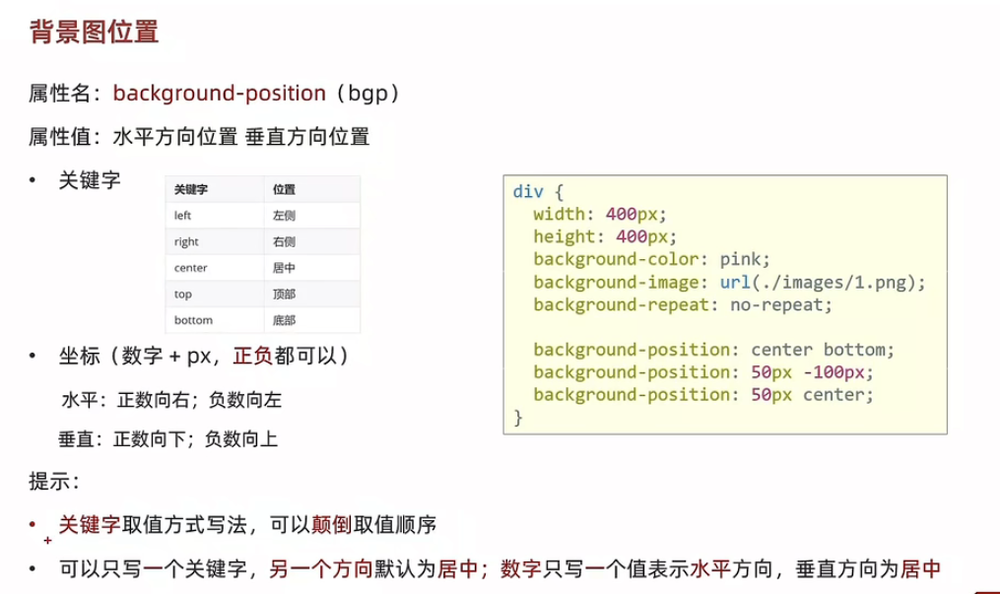 背景图位置
属性名：background-position（bgp）
属性值：水平方向位置 垂直方向位置
• 关键字
关键字 位置
left 左侧
right 右侧
center 居中
top 顶部
bottom 底部
• 坐标（数字 + px，正负都可以）
水平：正数向右；负数向左
垂直：正数向下；负数向上
div {
  width: 400px;
  height: 400px;
  background-color: pink;
  background-image: url(./images/1.png);
  background-repeat: no-repeat;
  background-position: center bottom;
  background-position: 50px -100px;
  background-position: 50px center;
}
提示：
• 关键字取值方式写法，可以颠倒取值顺序
• 可以只写一个关键字，另一个方向默认为居中；数字只写一个值表示水平方向，垂直方向为居中